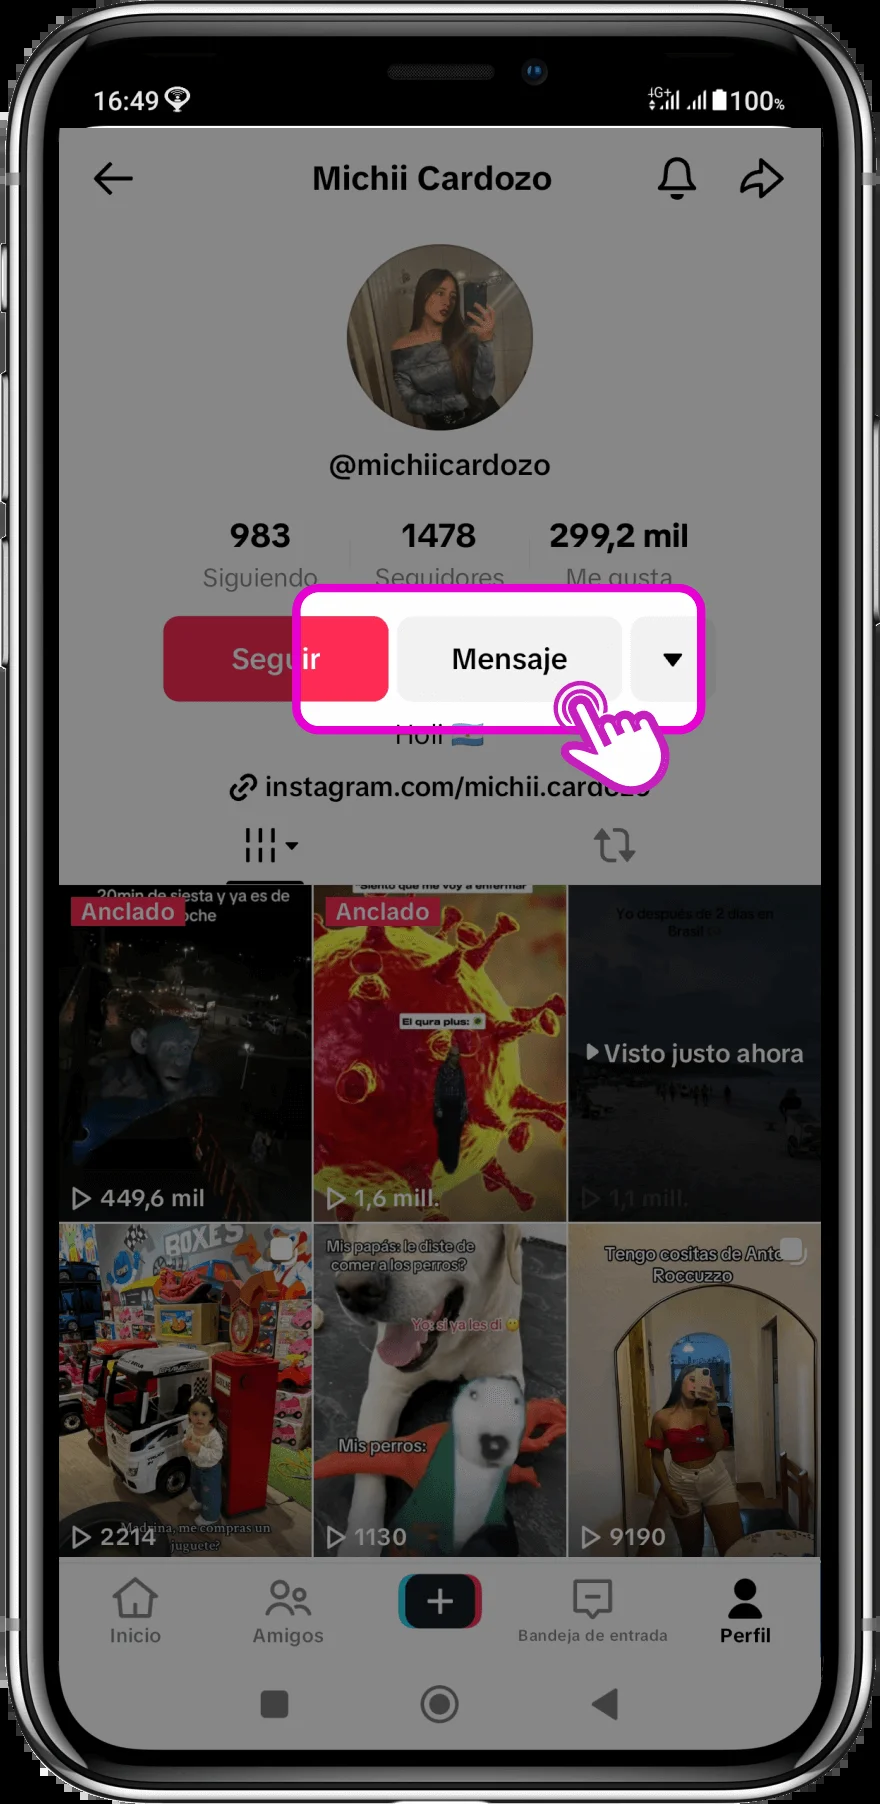 16:49
4G+
100%
Michii Cardozo
@michiicardozo
983
1478
299,2 mil
Siguiendo
Seguidores
Me gusta
Seguir
Mensaje
Holi 🇦🇷
instagram.com/michii.cardozo
20min de siesta y ya es de
Anclado
"Siento que me voy a enfermar
Anclado
El qura plus:
Yo después de 2 días en
Brasil
Visto justo ahora
449,6 mil
1,6 mill.
1,1 mill.
BOXES
Madrina, me compras un
juguete?
2214
Mis papás: le diste de
comer a los perros?
Yo: si ya les di
Mis perros:
1130
Tengo cositas de Anto
Roccuzzo
9190
Inicio
Amigos
Bandeja de entrada
Perfil